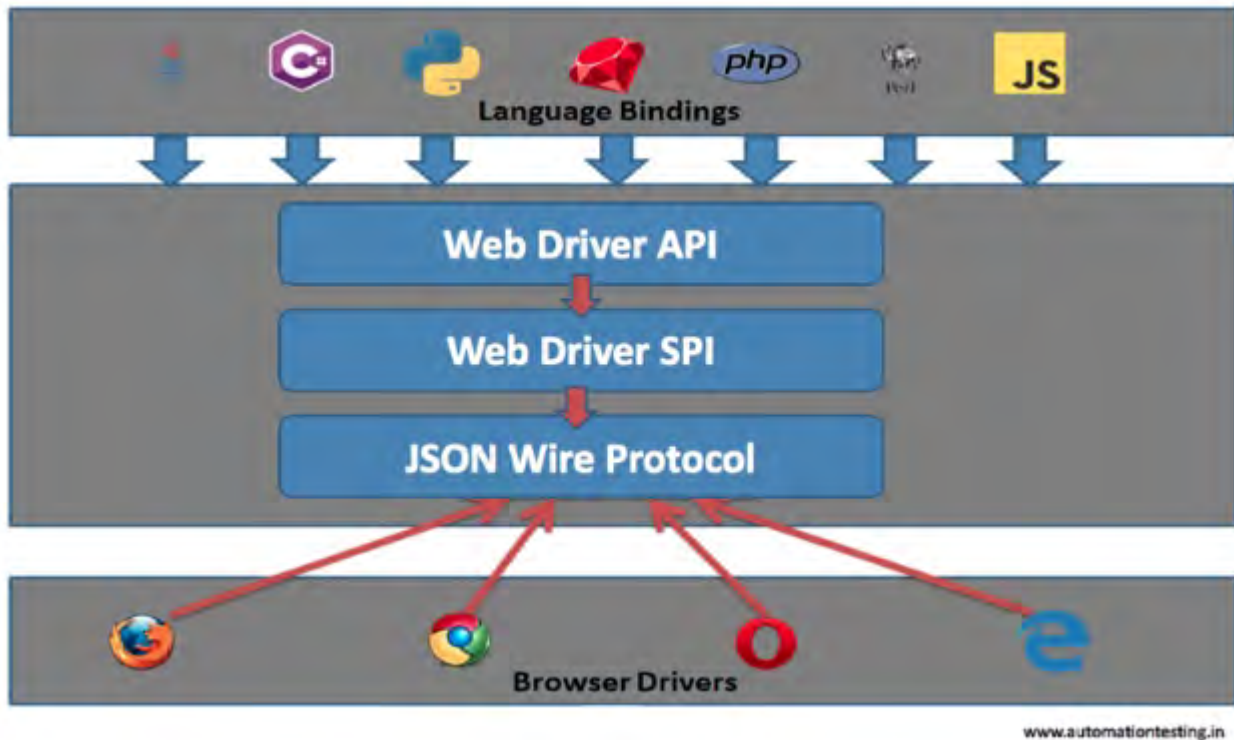 C#
php
JS
Language Bindings
Web Driver API
Web Driver SPI
JSON Wire Protocol
Browser Drivers
www.automationtesting.in